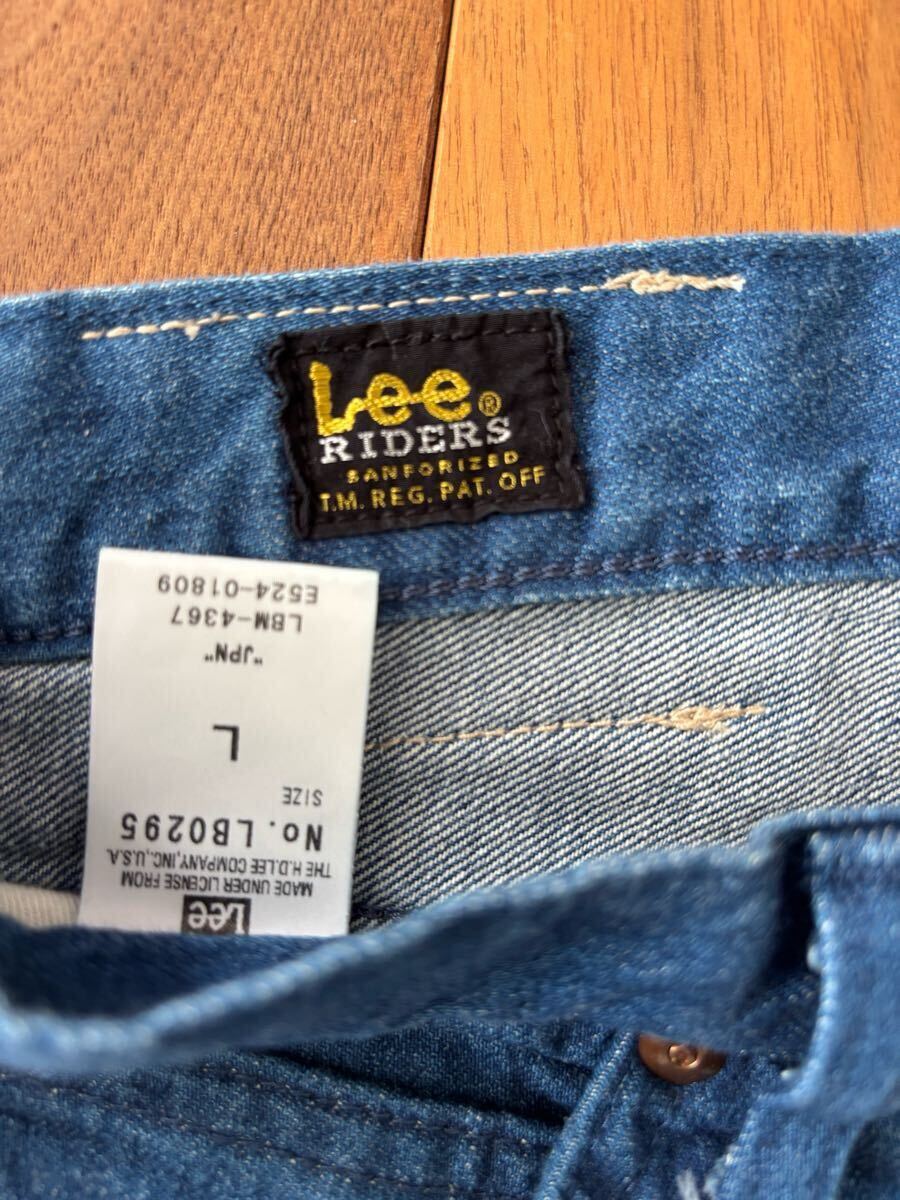 Lee®
RIDERS
SANFORIZED
T.M. REG. PAT. OFF
Lee
MADE UNDER LICENSE FROM
THE H.D.LEE COMPANY,INC.,U.S.A.
No. LB0295
SIZE
L
"JPN"
LBM-4367
E524-01809